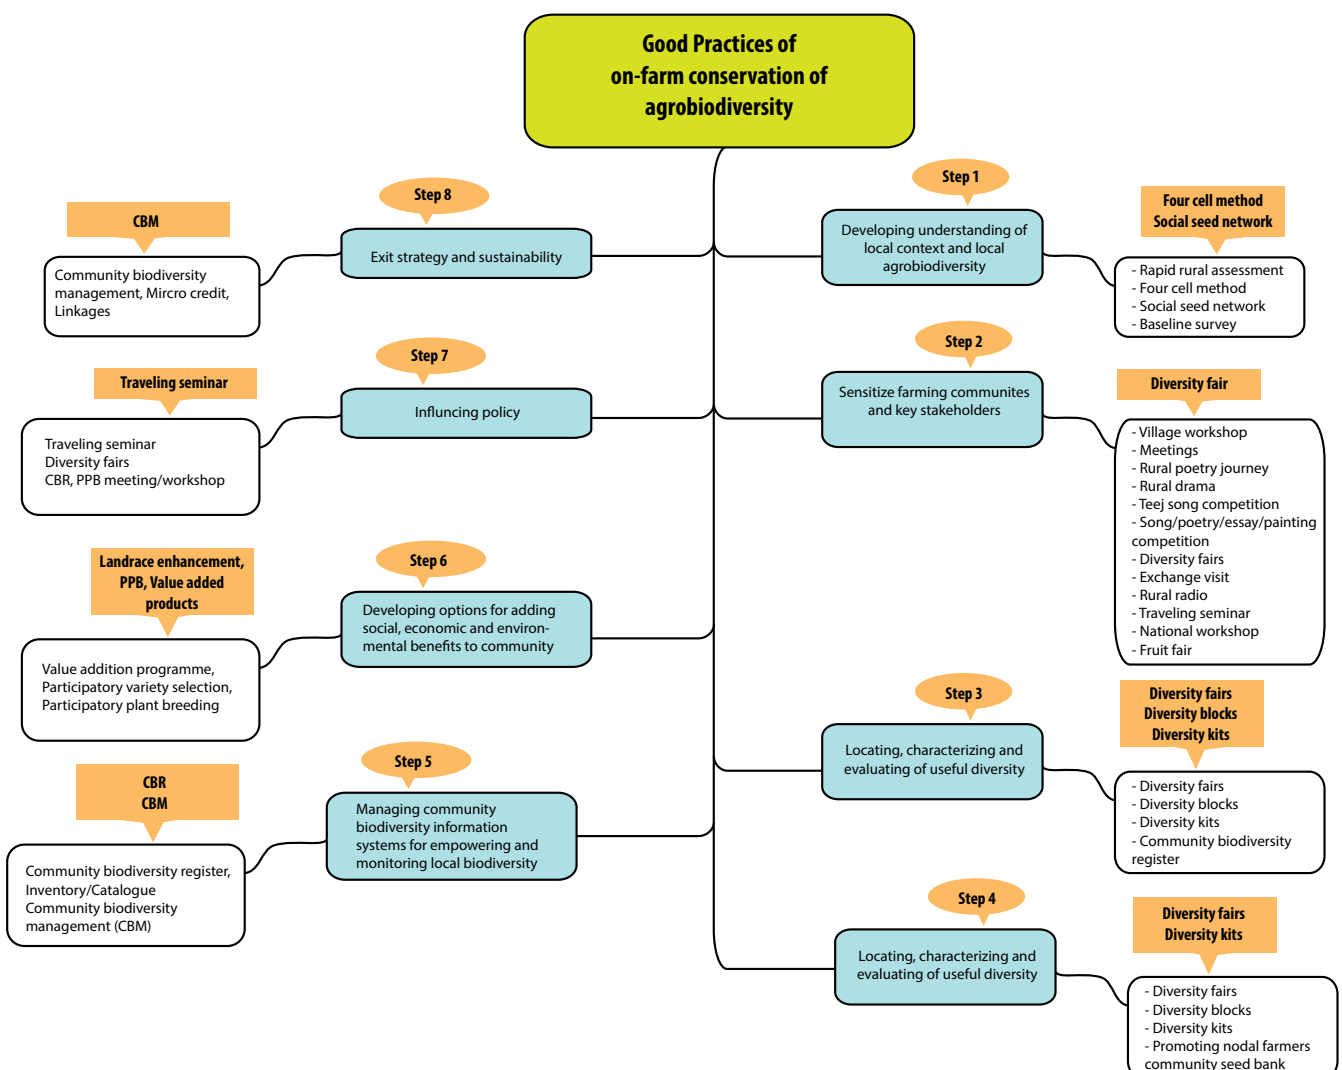 Good Practices of
on-farm conservation of
agrobiodiversity
Step 1
Developing understanding of
local context and local
agrobiodiversity
Four cell method
Social seed network
- Rapid rural assessment
- Four cell method
- Social seed network
- Baseline survey
Step 2
Sensitize farming communites
and key stakeholders
Diversity fair
- Village workshop
- Meetings
- Rural poetry journey
- Rural drama
- Teej song competition
- Song/poetry/essay/painting
competition
- Diversity fairs
- Exchange visit
- Rural radio
- Traveling seminar
- National workshop
- Fruit fair
Step 3
Locating, characterizing and
evaluating of useful diversity
Diversity fairs
Diversity blocks
Diversity kits
- Diversity fairs
- Diversity blocks
- Diversity kits
- Community biodiversity
register
Step 4
Locating, characterizing and
evaluating of useful diversity
Diversity fairs
Diversity kits
- Diversity fairs
- Diversity blocks
- Diversity kits
- Promoting nodal farmers
community seed bank
Step 5
Managing community
biodiversity information
systems for empowering and
monitoring local biodiversity
CBR
CBM
Community biodiversity register,
Inventory/Catalogue
Community biodiversity
management (CBM)
Step 6
Developing options for adding
social, economic and environ-
mental benefits to community
Landrace enhancement,
PPB, Value added
products
Value addition programme,
Participatory variety selection,
Participatory plant breeding
Step 7
Influncing policy
Traveling seminar
Traveling seminar
Diversity fairs
CBR, PPB meeting/workshop
Step 8
Exit strategy and sustainability
CBM
Community biodiversity
management, Mircro credit,
Linkages